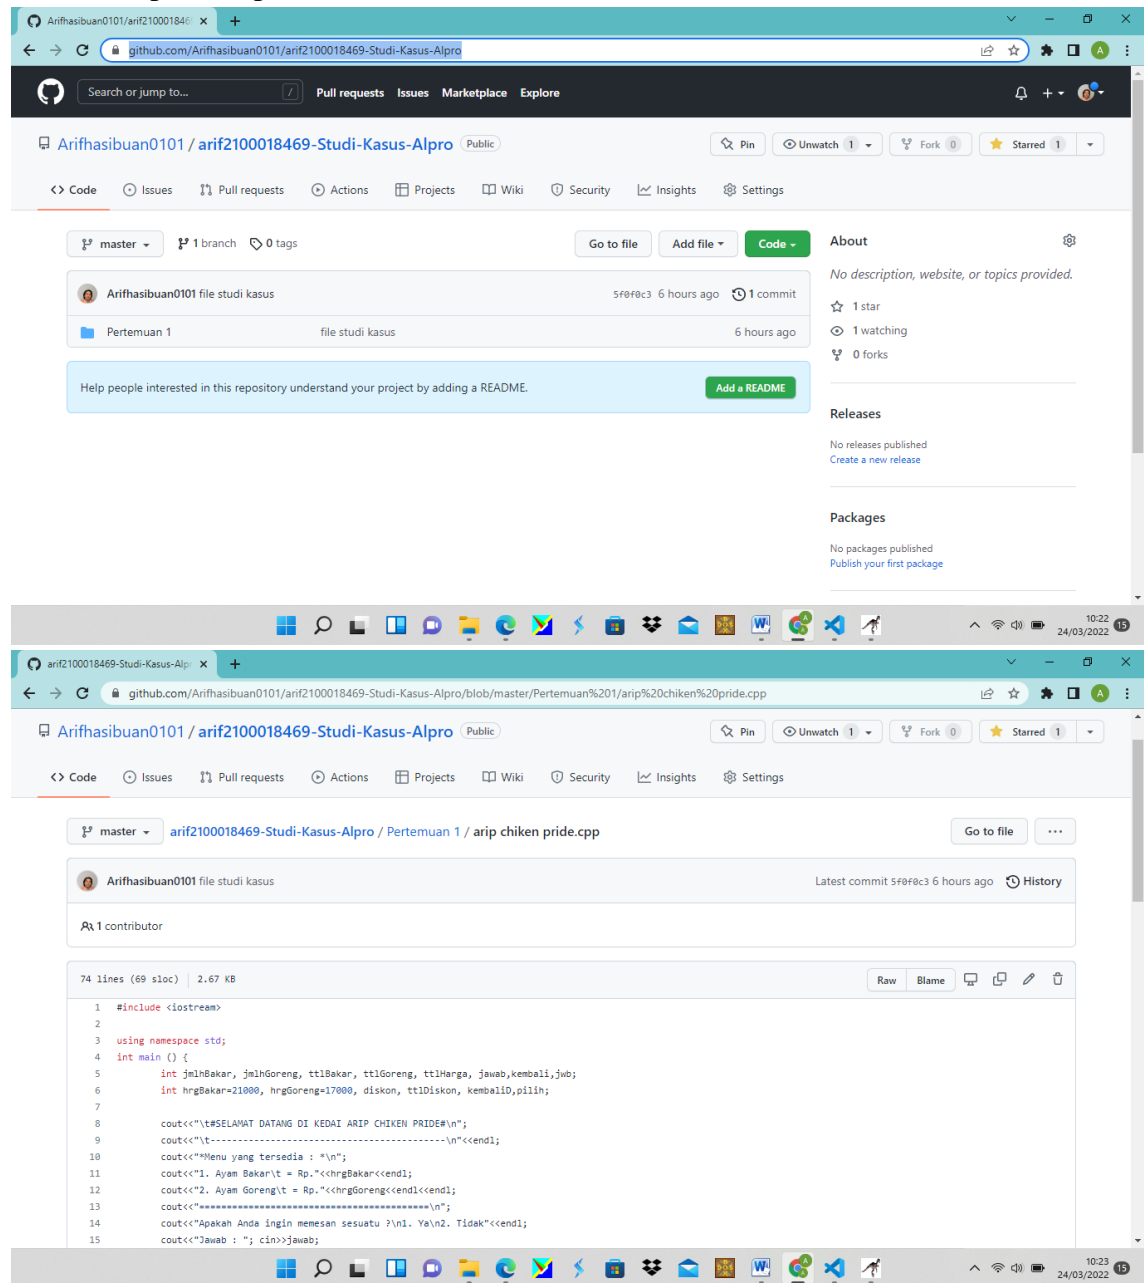 Arifhasibuan0101/arif210001846
github.com/Arifhasibuan0101/arif2100018469-Studi-Kasus-Alpro
A
Search or jump to... /
Pull requests Issues Marketplace Explore
Arifhasibuan0101 / arif2100018469-Studi-Kasus-Alpro Public
Pin Unwatch 1 Fork 0 Starred 1
Code Issues Pull requests Actions Projects Wiki Security Insights Settings
master 1 branch 0 tags Go to file Add file Code
Arifhasibuan0101 file studi kasus 5f0f0c3 6 hours ago 1 commit
Pertemuan 1 file studi kasus 6 hours ago
Help people interested in this repository understand your project by adding a README. Add a README
About
No description, website, or topics provided.
1 star
1 watching
0 forks
Releases
No releases published
Create a new release
Packages
No packages published
Publish your first package
10:22
24/03/2022 15
arif2100018469-Studi-Kasus-Alp
github.com/Arifhasibuan0101/arif2100018469-Studi-Kasus-Alpro/blob/master/Pertemuan%201/arip%20chiken%20pride.cpp
A
Arifhasibuan0101 / arif2100018469-Studi-Kasus-Alpro Public
Pin Unwatch 1 Fork 0 Starred 1
Code Issues Pull requests Actions Projects Wiki Security Insights Settings
master arif2100018469-Studi-Kasus-Alpro / Pertemuan 1 / arip chiken pride.cpp Go to file ...
Arifhasibuan0101 file studi kasus Latest commit 5f0f0c3 6 hours ago History
1 contributor
74 lines (69 sloc) 2.67 KB Raw Blame
1 #include <iostream>
2
3 using namespace std;
4 int main () {
5 int jmlhBakar, jmlhGoreng, ttlBakar, ttlGoreng, ttlHarga, jawab,kembali,jwb;
6 int hrgBakar=21000, hrgGoreng=17000, diskon, ttlDiskon, kembaliD,pilih;
7
8 cout<<"\t#SELAMAT DATANG DI KEDAI ARIP CHIKEN PRIDE#\n";
9 cout<<"\t-------------------------------------------\n"<<endl;
10 cout<<"*Menu yang tersedia : *\n";
11 cout<<"1. Ayam Bakar\t = Rp."<<hrgBakar<<endl;
12 cout<<"2. Ayam Goreng\t = Rp."<<hrgGoreng<<endl<<endl;
13 cout<<"==========================================\n";
14 cout<<"Apakah Anda ingin memesan sesuatu ?\n1. Ya\n2. Tidak"<<endl;
15 cout<<"Jawab : "; cin>>jawab;
10:23
24/03/2022 15